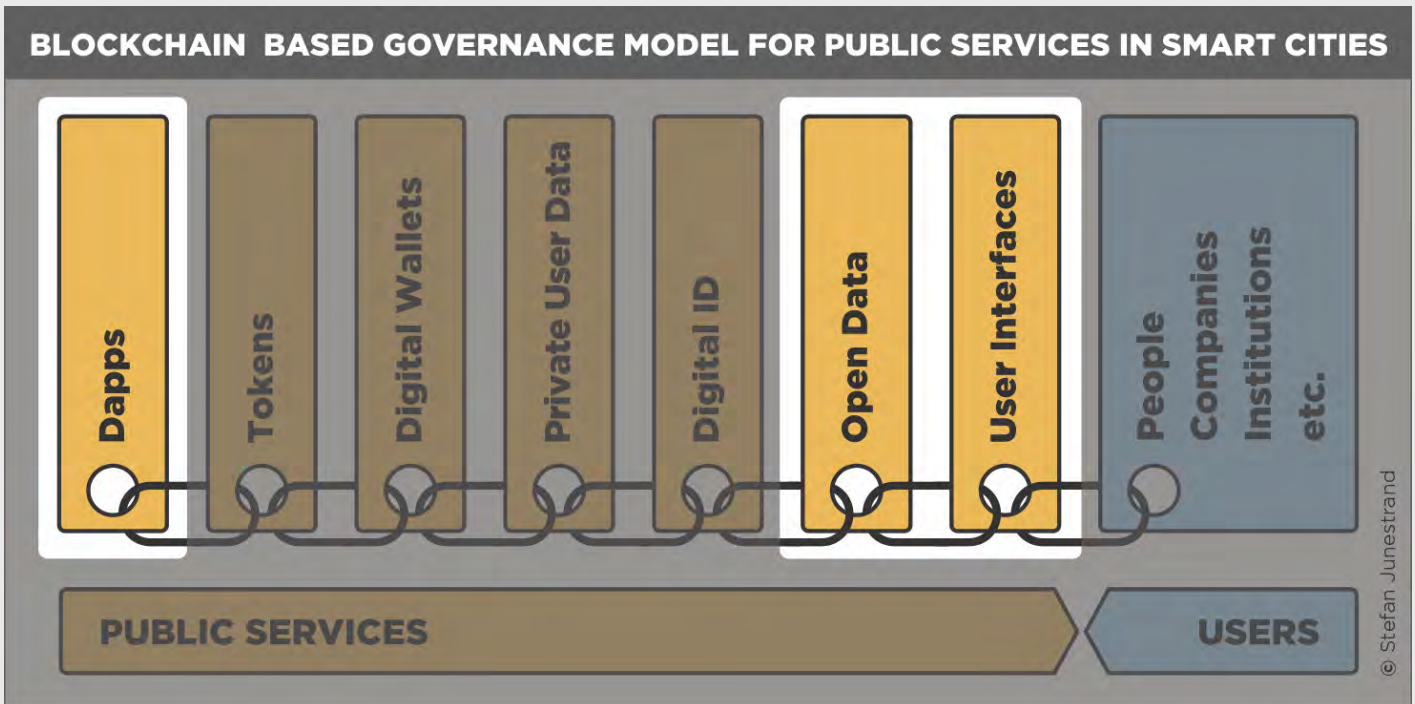 BLOCKCHAIN BASED GOVERNANCE MODEL FOR PUBLIC SERVICES IN SMART CITIES
Dapps
Tokens
Digital Wallets
Private User Data
Digital ID
Open Data
User Interfaces
People
Companies
Institutions
etc.
PUBLIC SERVICES
USERS
© Stefan Junestrand